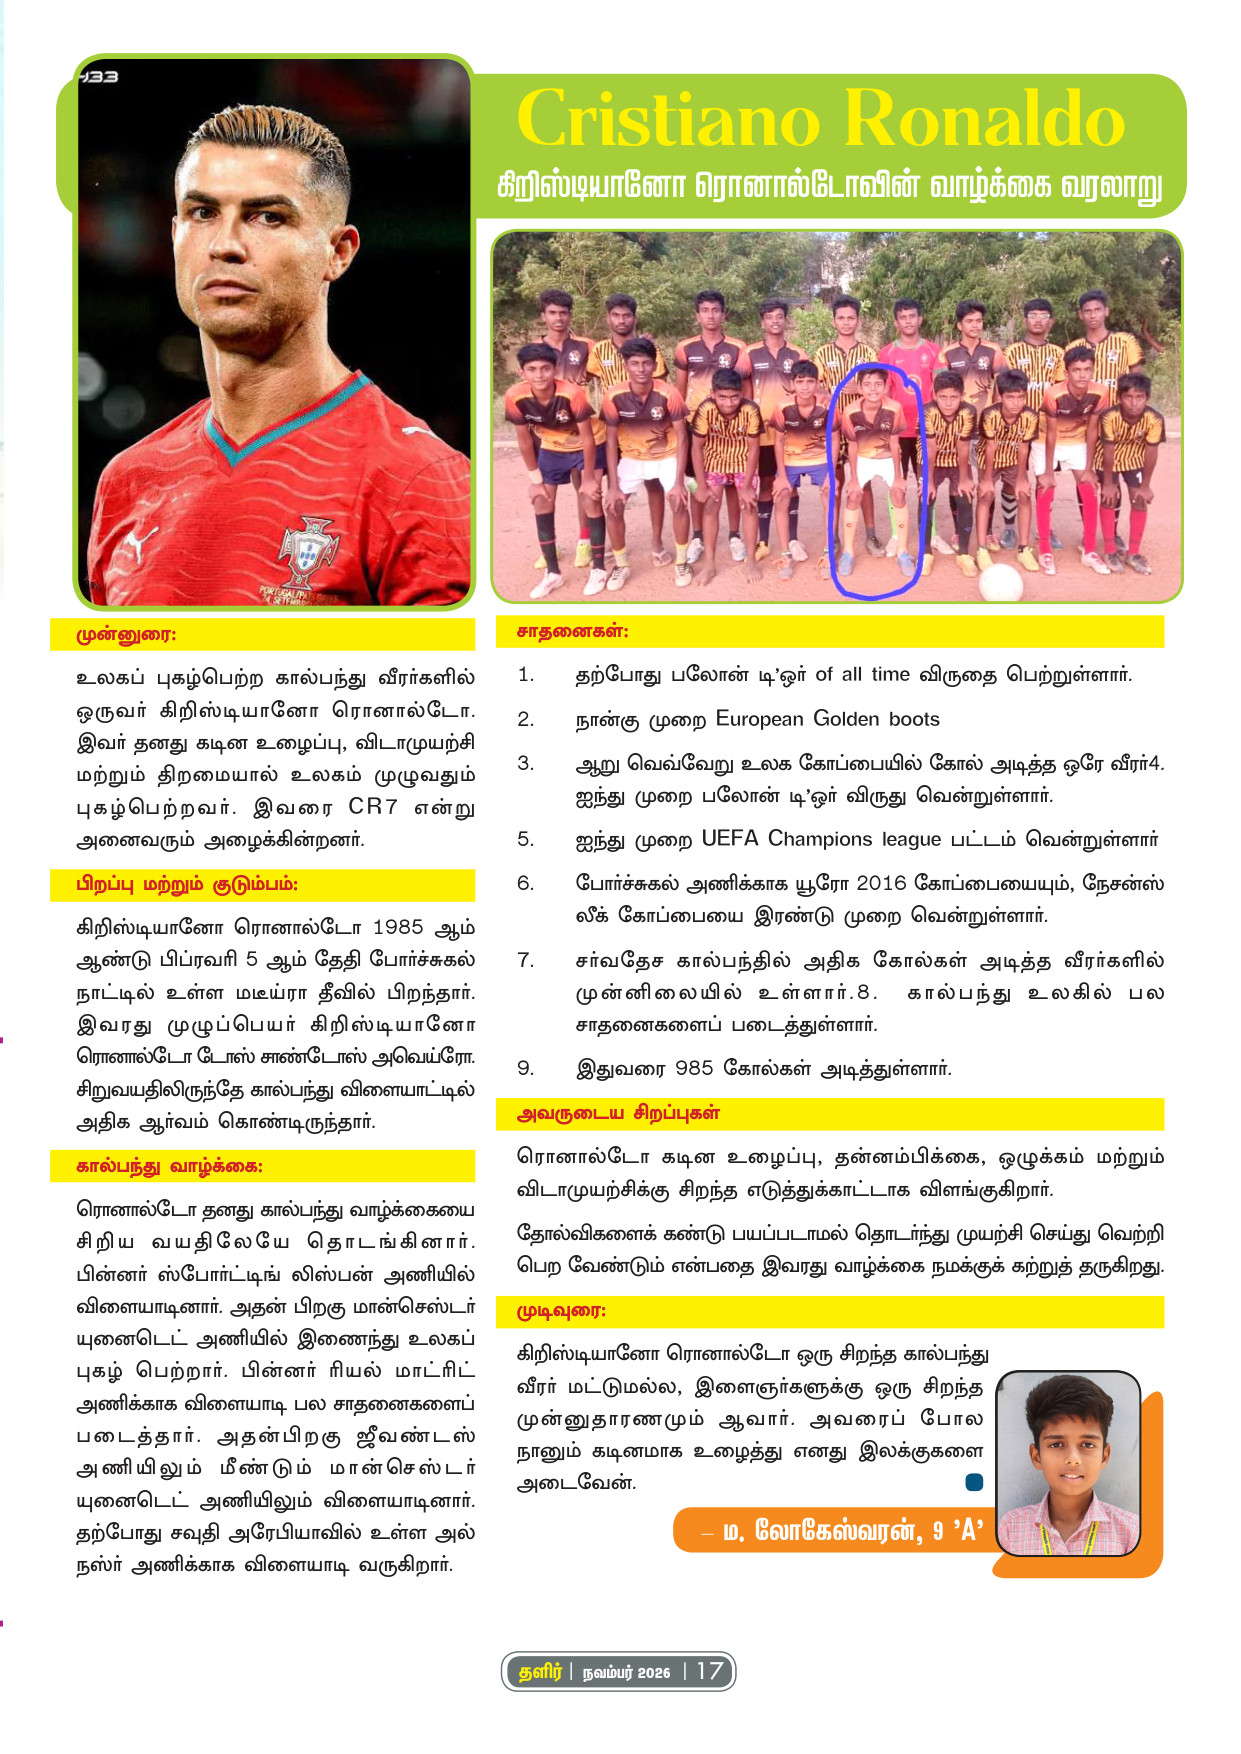 433
Cristiano Ronaldo
கிறிஸ்டியானோ ரொனால்டோவின் வாழ்க்கை வரலாறு
முன்னுரை:
உலகப் புகழ்பெற்ற கால்பந்து வீரர்களில்
ஒருவர் கிறிஸ்டியானோ ரொனால்டோ.
இவர் தனது கடின உழைப்பு, விடாமுயற்சி
மற்றும் திறமையால் உலகம் முழுவதும்
புகழ்பெற்றவர். இவரை CR7 என்று
அனைவரும் அழைக்கின்றனர்.
பிறப்பு மற்றும் குடும்பம்:
கிறிஸ்டியானோ ரொனால்டோ 1985 ஆம்
ஆண்டு பிப்ரவரி 5 ஆம் தேதி போர்ச்சுகல்
நாட்டில் உள்ள மடீய்ரா தீவில் பிறந்தார்.
இவரது முழுப்பெயர் கிறிஸ்டியானோ
ரொனால்டோ டோஸ் சாண்டோஸ் அவெய்ரோ.
சிறுவயதிலிருந்தே கால்பந்து விளையாட்டில்
அதிக ஆர்வம் கொண்டிருந்தார்.
கால்பந்து வாழ்க்கை:
ரொனால்டோ தனது கால்பந்து வாழ்க்கையை
சிறிய வயதிலேயே தொடங்கினார்.
பின்னர் ஸ்போர்ட்டிங் லிஸ்பன் அணியில்
விளையாடினார். அதன் பிறகு மான்செஸ்டர்
யுனைடெட் அணியில் இணைந்து உலகப்
புகழ் பெற்றார். பின்னர் ரியல் மாட்ரிட்
அணிக்காக விளையாடி பல சாதனைகளைப்
படைத்தார். அதன்பிறகு ஜீவண்டஸ்
அணியிலும் மீண்டும் மான்செஸ்டர்
யுனைடெட் அணியிலும் விளையாடினார்.
தற்போது சவுதி அரேபியாவில் உள்ள அல்
நஸ்ர் அணிக்காக விளையாடி வருகிறார்.
சாதனைகள்:
1. தற்போது பலோன் டி'ஓர் of all time விருதை பெற்றுள்ளார்.
2. நான்கு முறை European Golden boots
3. ஆறு வெவ்வேறு உலக கோப்பையில் கோல் அடித்த ஒரே வீரர்4.
ஐந்து முறை பலோன் டி'ஓர் விருது வென்றுள்ளார்.
5. ஐந்து முறை UEFA Champions league பட்டம் வென்றுள்ளார்
6. போர்ச்சுகல் அணிக்காக யூரோ 2016 கோப்பையையும், நேசன்ஸ்
லீக் கோப்பையை இரண்டு முறை வென்றுள்ளார்.
7. சர்வதேச கால்பந்தில் அதிக கோல்கள் அடித்த வீரர்களில்
முன்னிலையில் உள்ளார்.8. கால்பந்து உலகில் பல
சாதனைகளைப் படைத்துள்ளார்.
9. இதுவரை 985 கோல்கள் அடித்துள்ளார்.
அவருடைய சிறப்புகள்
ரொனால்டோ கடின உழைப்பு, தன்னம்பிக்கை, ஒழுக்கம் மற்றும்
விடாமுயற்சிக்கு சிறந்த எடுத்துக்காட்டாக விளங்குகிறார்.
தோல்விகளைக் கண்டு பயப்படாமல் தொடர்ந்து முயற்சி செய்து வெற்றி
பெற வேண்டும் என்பதை இவரது வாழ்க்கை நமக்குக் கற்றுத் தருகிறது.
முடிவுரை:
கிறிஸ்டியானோ ரொனால்டோ ஒரு சிறந்த கால்பந்து
வீரர் மட்டுமல்ல, இளைஞர்களுக்கு ஒரு சிறந்த
முன்னுதாரணமும் ஆவார். அவரைப் போல
நானும் கடினமாக உழைத்து எனது இலக்குகளை
அடைவேன்.
– ம. லோகேஸ்வரன், 9 'A'
தளிர் | நவம்பர் 2026 | 17